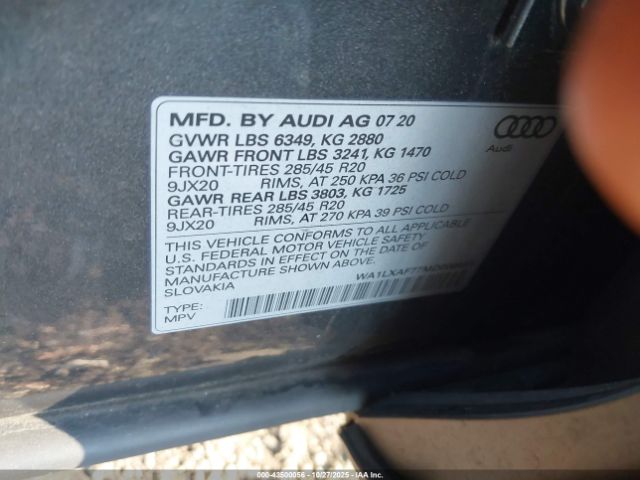 MFD. BY AUDI AG 07 20
GVWR LBS 6349, KG 2880
GAWR FRONT LBS 3241, KG 1470
FRONT-TIRES 285/45 R20
9JX20 RIMS, AT 250 KPA 36 PSI COLD
GAWR REAR LBS 3803, KG 1725
REAR-TIRES 285/45 R20
9JX20 RIMS, AT 270 KPA 39 PSI COLD
THIS VEHICLE CONFORMS TO ALL APPLICABLE
U.S. FEDERAL MOTOR VEHICLE SAFETY
STANDARDS IN EFFECT ON THE DATE OF
MANUFACTURE SHOWN ABOVE.
SLOVAKIA
TYPE:
MPV
Audi
000-43500056 - 10/27/2025 - IAA Inc.